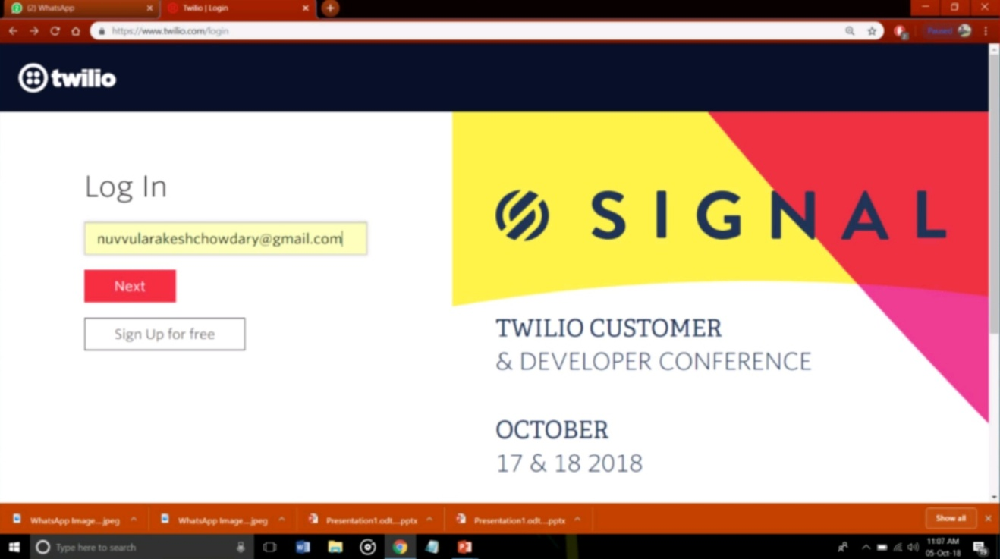 (2) WhatsApp
Twilio | Login
https://www.twilio.com/login
Paused
twilio
Log In
nuvvularakeshchowdary@gmail.com
Next
Sign Up for free
SIGNAL
TWILIO CUSTOMER
& DEVELOPER CONFERENCE
OCTOBER
17 & 18 2018
WhatsApp Image....jpeg
WhatsApp Image....jpeg
Presentation1.odt....pptx
Presentation1.odt....pptx
Show all
Type here to search
11:07 AM
05-Oct-18